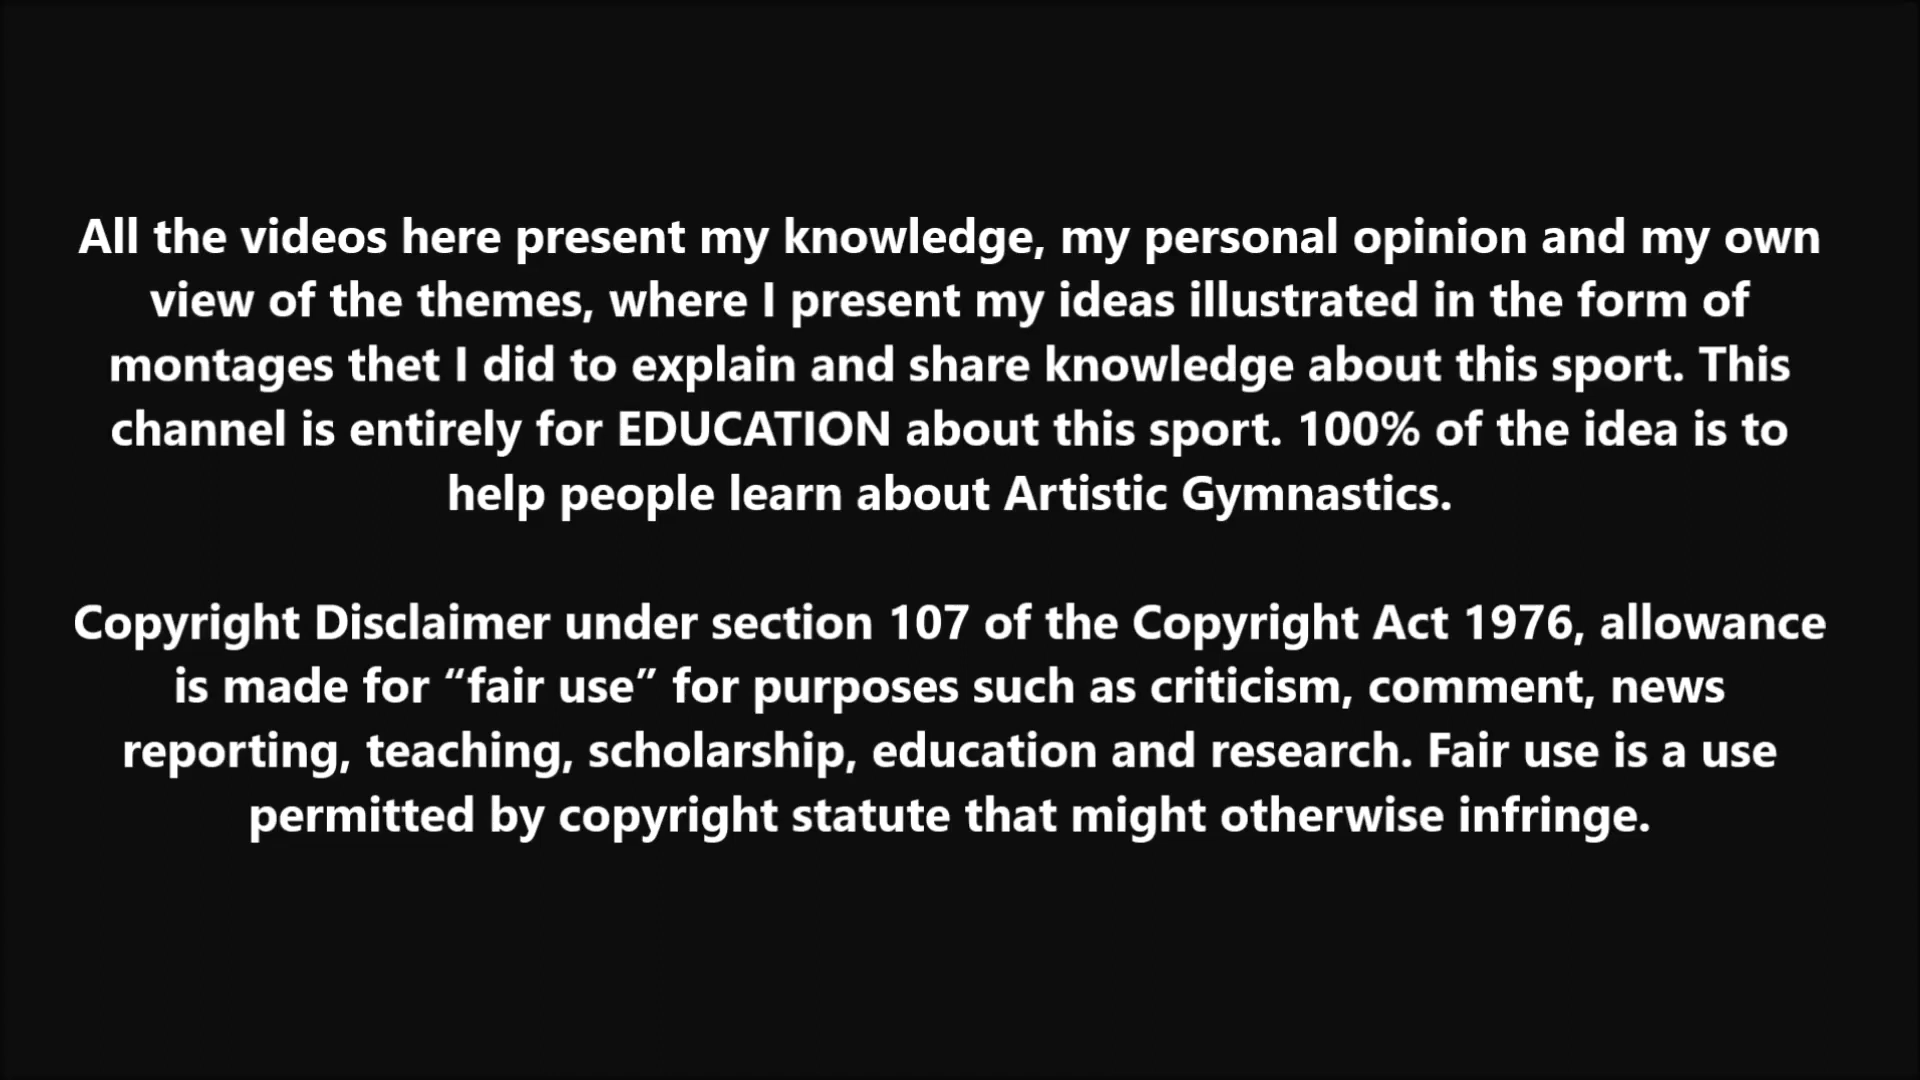 All the videos here present my knowledge, my personal opinion and my own
view of the themes, where I present my ideas illustrated in the form of
montages thet I did to explain and share knowledge about this sport. This
channel is entirely for EDUCATION about this sport. 100% of the idea is to
help people learn about Artistic Gymnastics.
Copyright Disclaimer under section 107 of the Copyright Act 1976, allowance
is made for “fair use” for purposes such as criticism, comment, news
reporting, teaching, scholarship, education and research. Fair use is a use
permitted by copyright statute that might otherwise infringe.